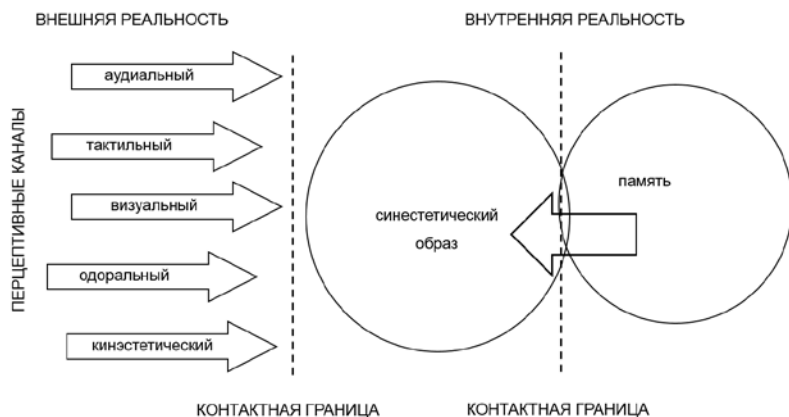 ВНЕШНЯЯ РЕАЛЬНОСТЬ
ВНУТРЕННЯЯ РЕАЛЬНОСТЬ
ПЕРЦЕПТИВНЫЕ КАНАЛЫ
аудиальный
тактильный
визуальный
одоральный
кинэстетический
синестетический
образ
память
КОНТАКТНАЯ ГРАНИЦА
КОНТАКТНАЯ ГРАНИЦА